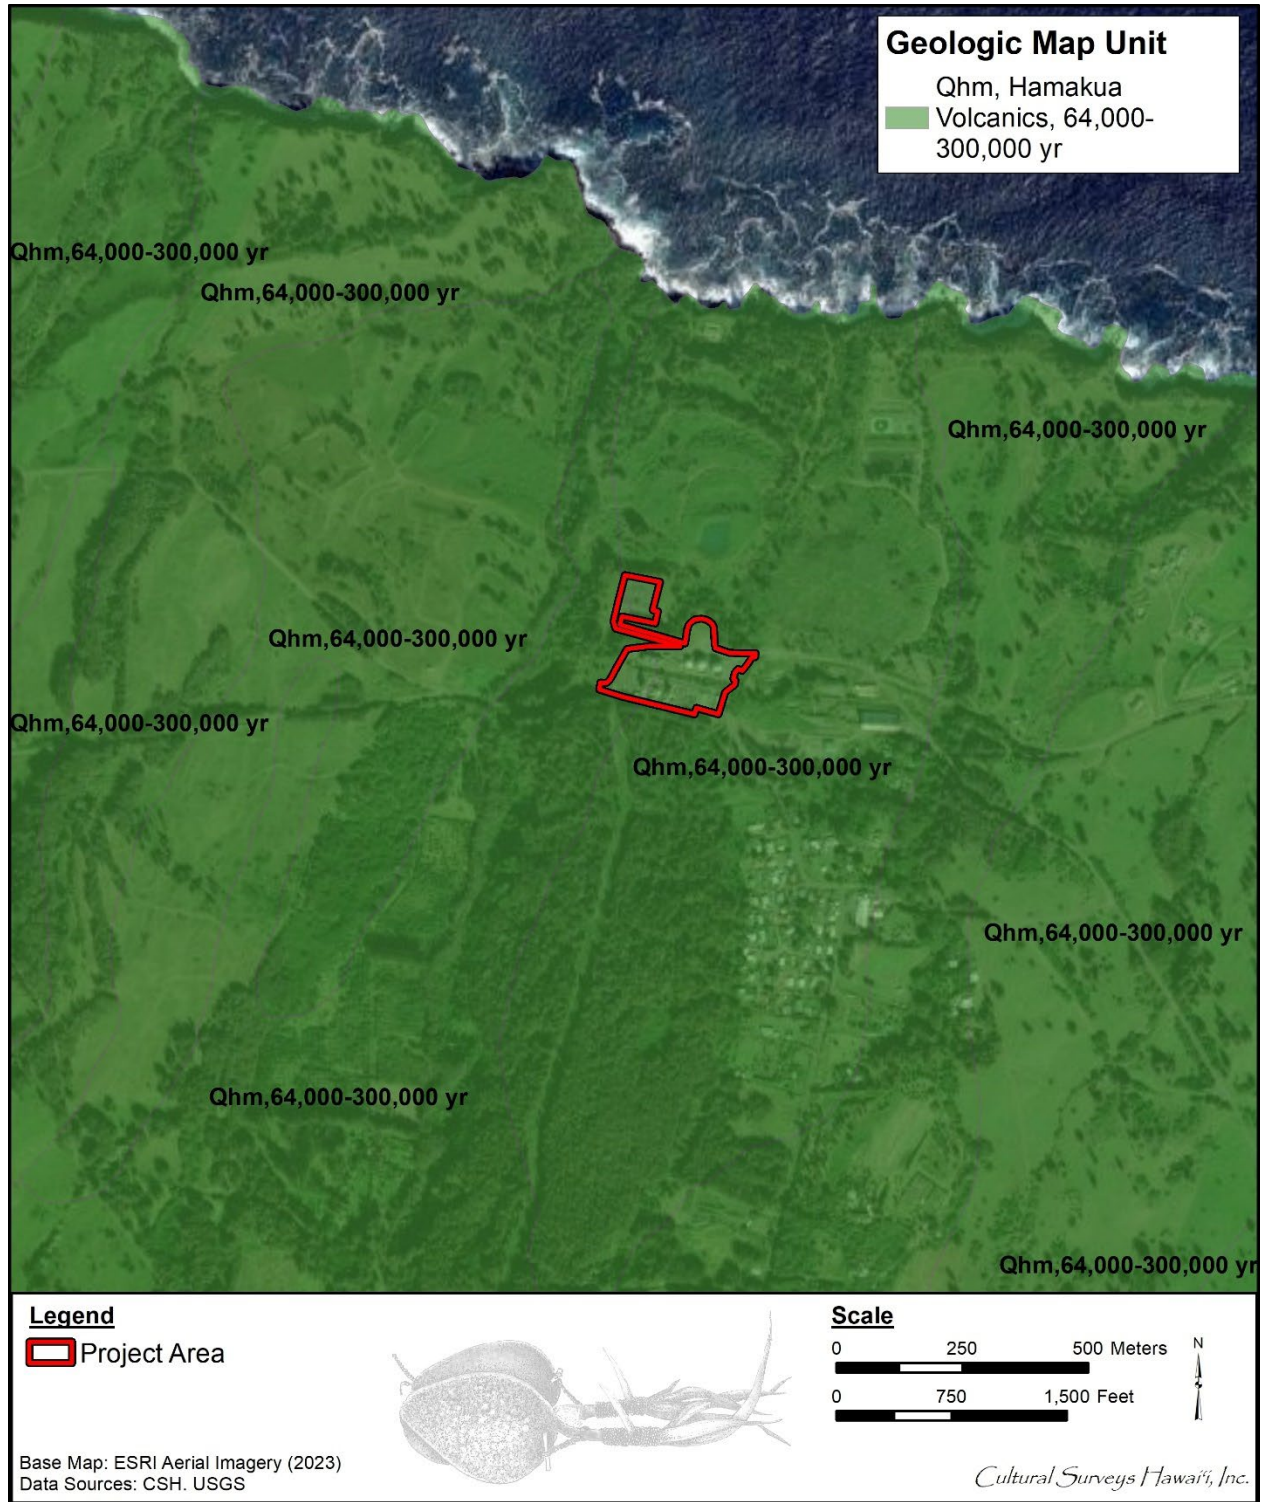 Geologic Map Unit
Qhm, Hamakua
Volcanics, 64,000-
300,000 yr
Qhm,64,000-300,000 yr
Qhm,64,000-300,000 yr
Qhm,64,000-300,000 yr
Qhm,64,000-300,000 yr
Qhm,64,000-300,000 yr
Qhm,64,000-300,000 yr
Qhm,64,000-300,000 yr
Qhm,64,000-300,000 yr
Qhm,64,000-300,000 yr
Legend
Project Area
Base Map: ESRI Aerial Imagery (2023)
Data Sources: CSH. USGS
Scale
0 250 500 Meters
0 750 1,500 Feet
N
Cultural Surveys Hawaiʻi, Inc.